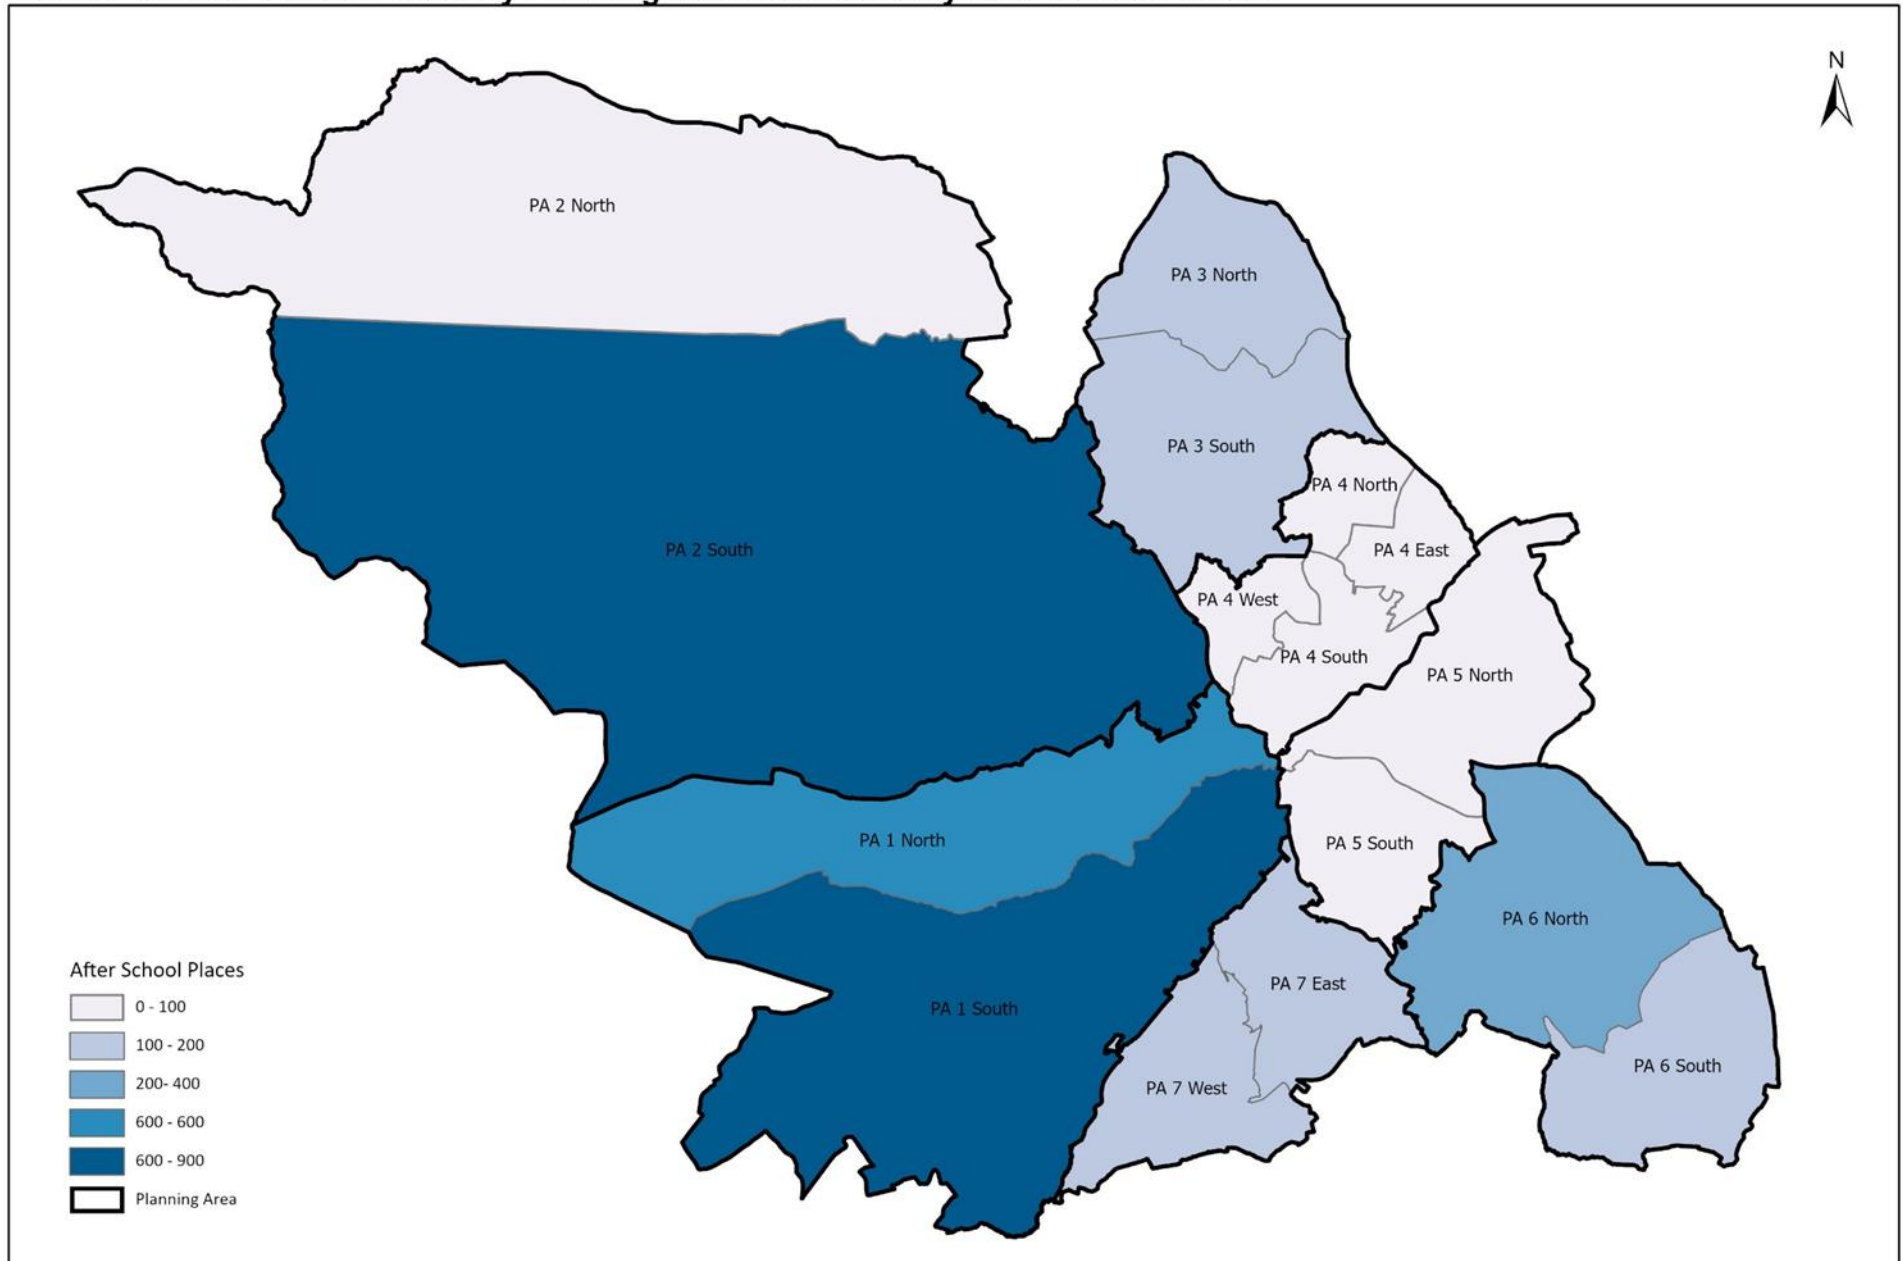 N
PA 2 North
PA 3 North
PA 3 South
PA 4 North
PA 4 East
PA 2 South
PA 4 West
PA 4 South
PA 5 North
PA 1 North
PA 5 South
PA 6 North
PA 7 East
PA 1 South
PA 6 South
PA 7 West
After School Places
0 - 100
100 - 200
200- 400
600 - 600
600 - 900
Planning Area